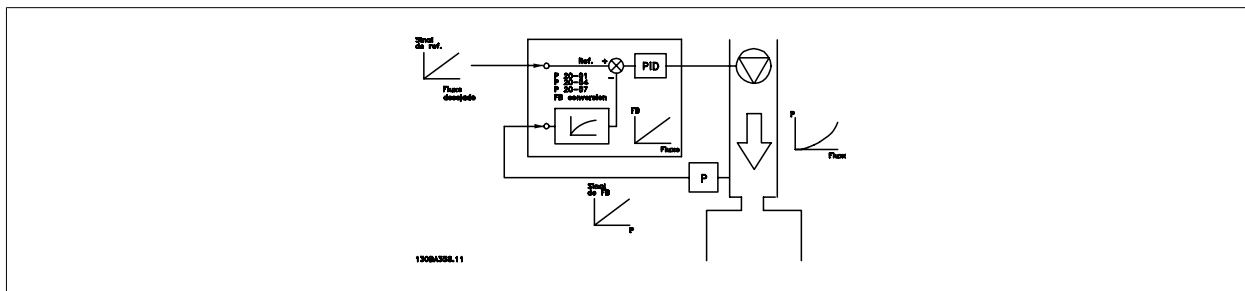 Sinal
de ref.
Fluxo
desejado
Ref. +
-
P 20-01
P 20-04
P 20-07
FB conversion
PID
FB
Fluxo
P
Fluxo
P
Sinal
de FB
P
130BA358.11